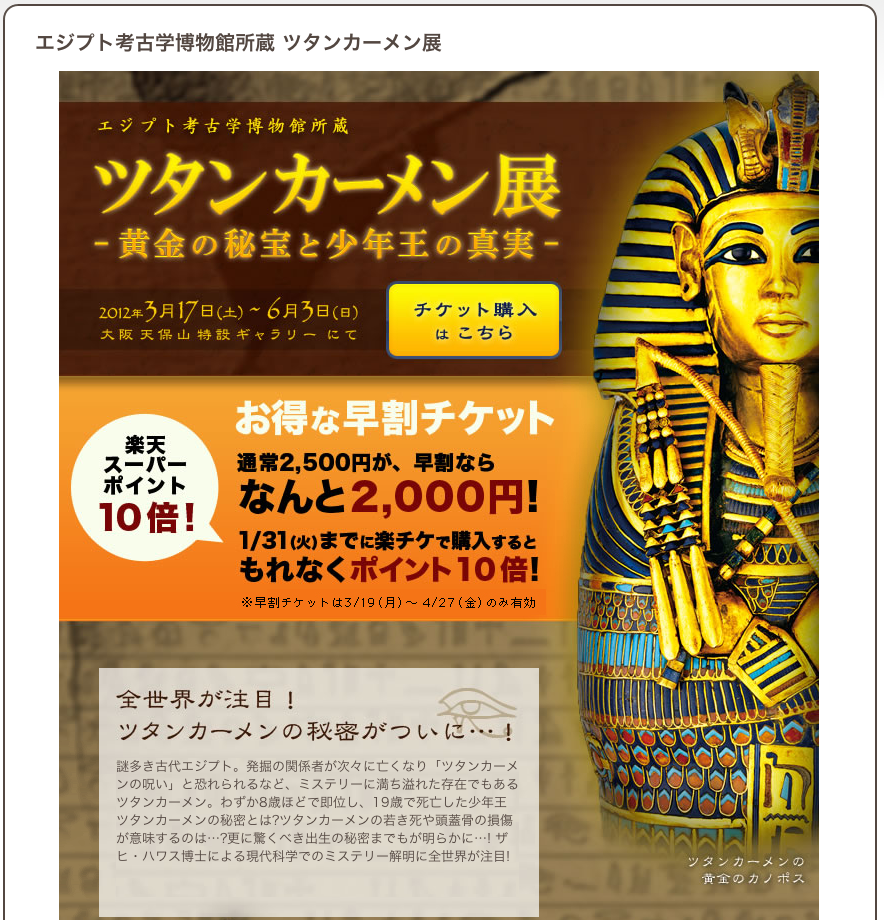 エジプト考古学博物館所蔵 ツタンカーメン展
エジプト考古学博物館所蔵
ツタンカーメン展
- 黄金の秘宝と少年王の真実 -
2012年3月17日(土) ~ 6月3日(日)
大阪 天保山 特設ギャラリー にて
チケット購入
は こちら
楽天
スーパー
ポイント
10倍!
お得な早割チケット
通常2,500円が、早割なら
なんと2,000円!
1/31(火)までに楽チケで購入すると
もれなくポイント10倍!
※早割チケットは3/19(月)〜 4/27(金)のみ有効
全世界が注目!
ツタンカーメンの秘密がついに…!
謎多き古代エジプト。発掘の関係者が次々に亡くなり「ツタンカーメ
ンの呪い」と恐れられるなど、ミステリーに満ち溢れた存在でもある
ツタンカーメン。わずか8歳ほどで即位し、19歳で死亡した少年王
ツタンカーメンの秘密とは?ツタンカーメンの若き死や頭蓋骨の損傷
が意味するのは…?更に驚くべき出生の秘密までもが明らかに…! ザ
ヒ・ハワス博士による現代科学でのミステリー解明に全世界が注目!
ツタンカーメンの
黄金のカノポス